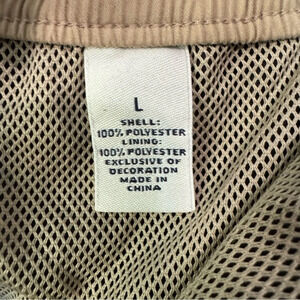 L
SHELL:
100% POLYESTER
LINING:
100% POLYESTER
EXCLUSIVE OF
DECORATION
MADE IN
CHINA